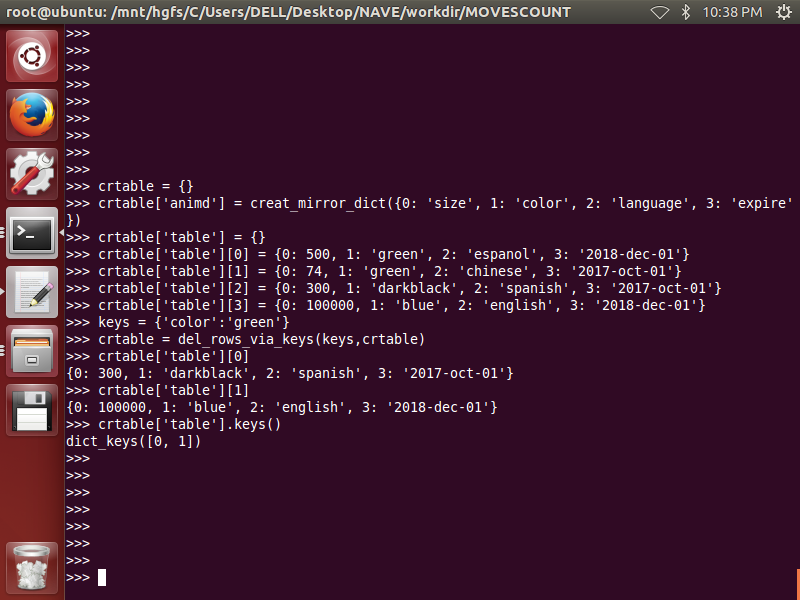 root@ubuntu: /mnt/hgfs/C/Users/DELL/Desktop/NAVE/workdir/MOVESCOUNT 10:38 PM
>>>
>>>
>>>
>>>
>>>
>>>
>>>
>>>
>>>
>>> crtable = {}
>>> crtable['animd'] = creat_mirror_dict({0: 'size', 1: 'color', 2: 'language', 3: 'expire'
})
>>> crtable['table'] = {}
>>> crtable['table'][0] = {0: 500, 1: 'green', 2: 'espanol', 3: '2018-dec-01'}
>>> crtable['table'][1] = {0: 74, 1: 'green', 2: 'chinese', 3: '2017-oct-01'}
>>> crtable['table'][2] = {0: 300, 1: 'darkblack', 2: 'spanish', 3: '2017-oct-01'}
>>> crtable['table'][3] = {0: 100000, 1: 'blue', 2: 'english', 3: '2018-dec-01'}
>>> keys = {'color':'green'}
>>> crtable = del_rows_via_keys(keys,crtable)
>>> crtable['table'][0]
{0: 300, 1: 'darkblack', 2: 'spanish', 3: '2017-oct-01'}
>>> crtable['table'][1]
{0: 100000, 1: 'blue', 2: 'english', 3: '2018-dec-01'}
>>> crtable['table'].keys()
dict_keys([0, 1])
>>>
>>>
>>>
>>>
>>>
>>>
>>>
>>>